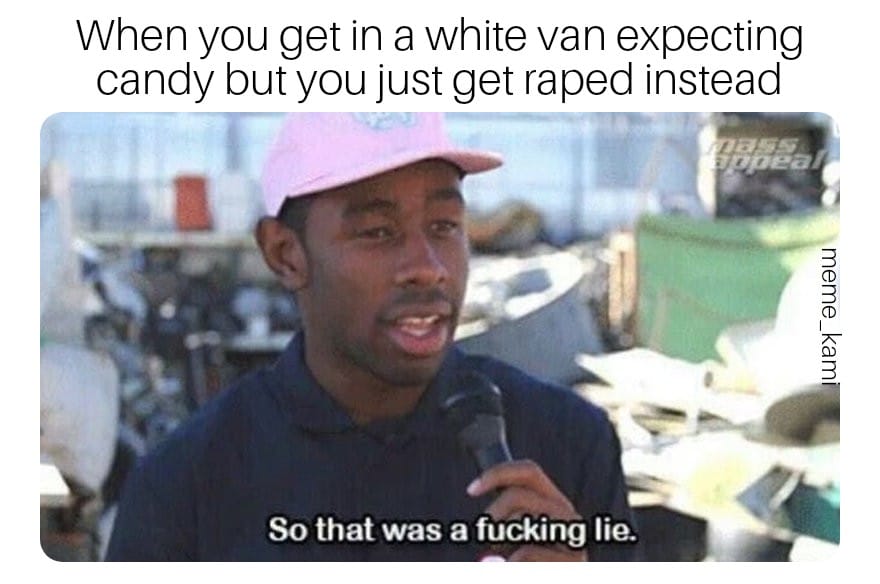 When you get in a white van expecting
candy but you just get raped instead
mass
appeal
meme_kami
So that was a fucking lie.